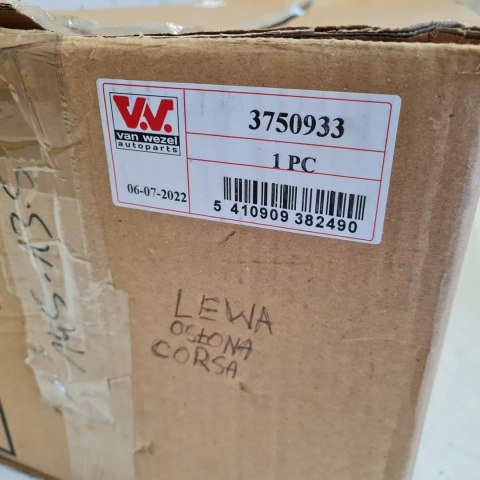 V.V.
van wezel
autoparts
3750933
1 PC
06-07-2022
5 410909 382490
LEWA
OSŁONA
CORSA